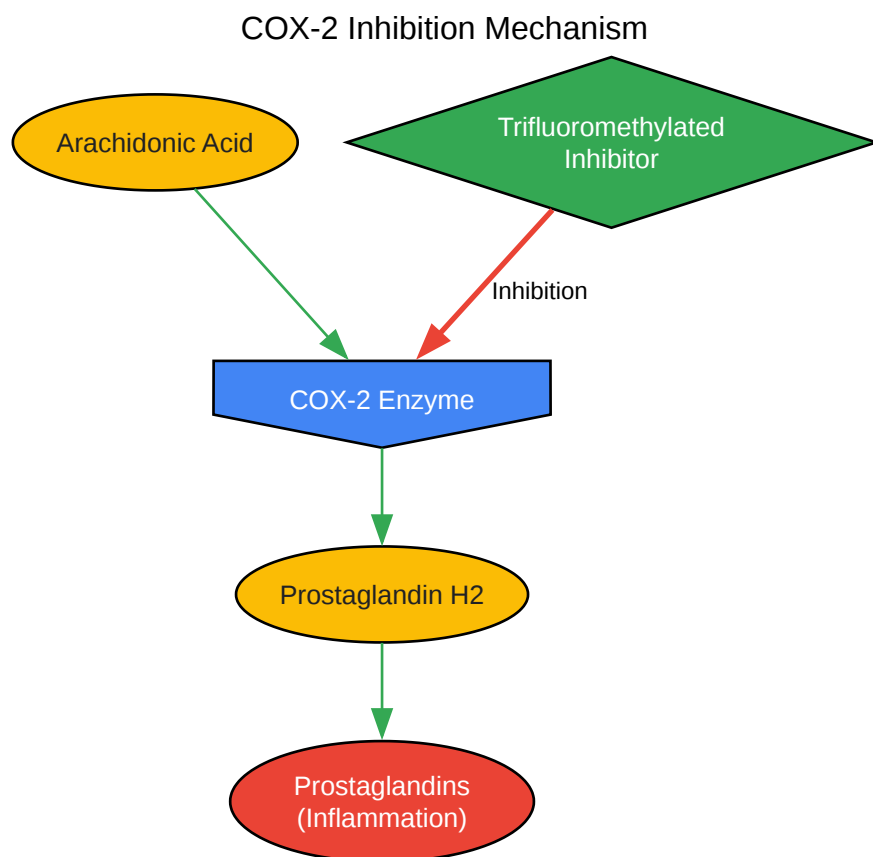 COX-2 Inhibition Mechanism
Arachidonic Acid
Trifluoromethylated
Inhibitor
Inhibition
COX-2 Enzyme
Prostaglandin H2
Prostaglandins
(Inflammation)